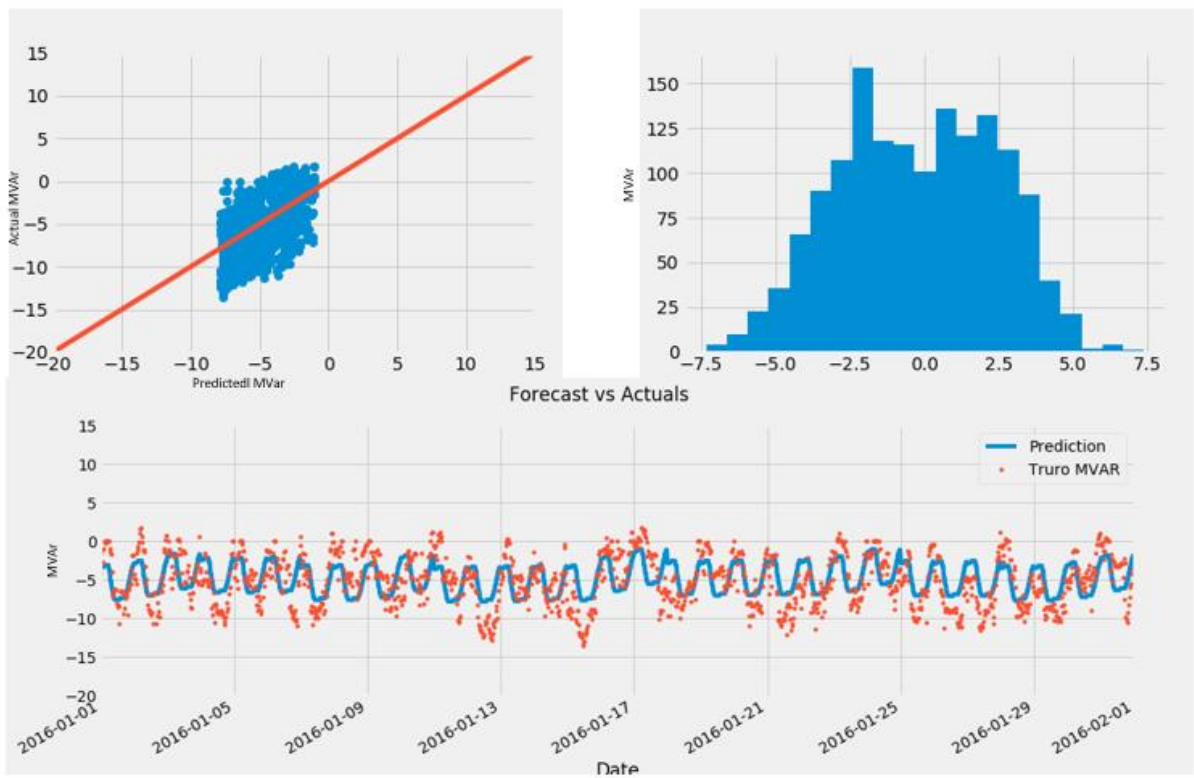 15
10
5
0
−5
−10
−15
−20
Actual MVAr
−20 −15 −10 −5 0 5 10 15
Predictedl MVar
150
125
100
75
50
25
0
MVAr
−7.5 −5.0 −2.5 0.0 2.5 5.0 7.5
Forecast vs Actuals
15
10
5
0
−5
−10
−15
−20
MVAr
Prediction
Truro MVAR
2016-01-01 2016-01-05 2016-01-09 2016-01-13 2016-01-17 2016-01-21 2016-01-25 2016-01-29 2016-02-01
Date